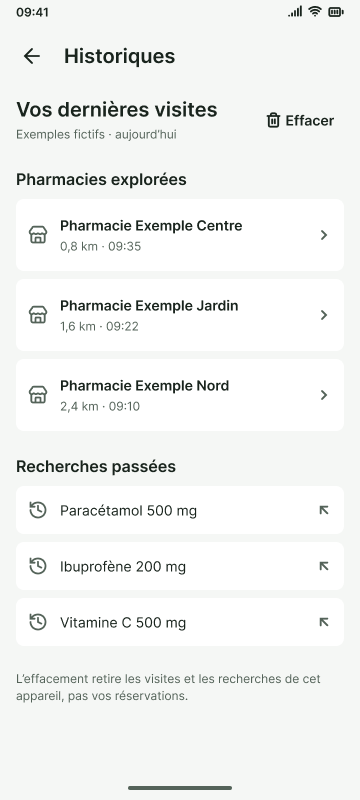 09:41
Historiques
Vos dernières visites
Exemples fictifs · aujourd'hui
Effacer
Pharmacies explorées
Pharmacie Exemple Centre
0,8 km · 09:35
Pharmacie Exemple Jardin
1,6 km · 09:22
Pharmacie Exemple Nord
2,4 km · 09:10
Recherches passées
Paracétamol 500 mg
Ibuprofène 200 mg
Vitamine C 500 mg
L'effacement retire les visites et les recherches de cet
appareil, pas vos réservations.